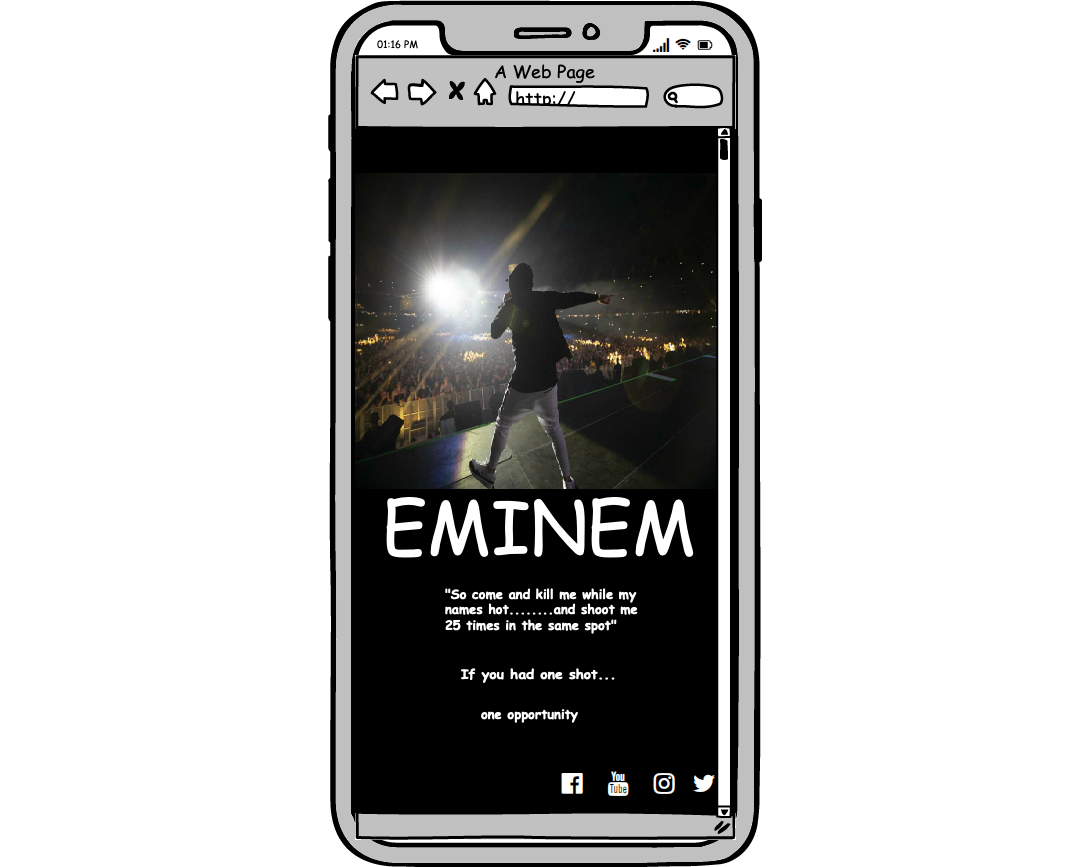 01:16 PM
A Web Page
http://
EMINEM
"So come and kill me while my
names hot........and shoot me
25 times in the same spot"
If you had one shot...
one opportunity
You
Tube